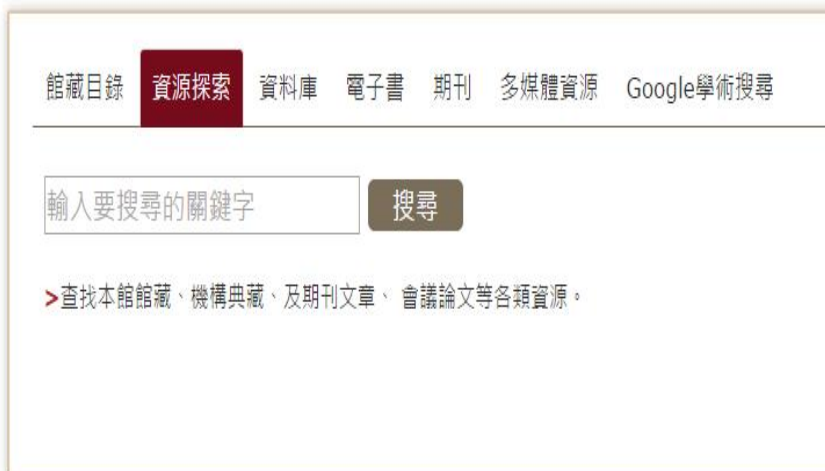 館藏目錄 資源探索 資料庫 電子書 期刊 多媒體資源 Google學術搜尋
輸入要搜尋的關鍵字 搜尋
>查找本館館藏、機構典藏、及期刊文章、 會議論文等各類資源。